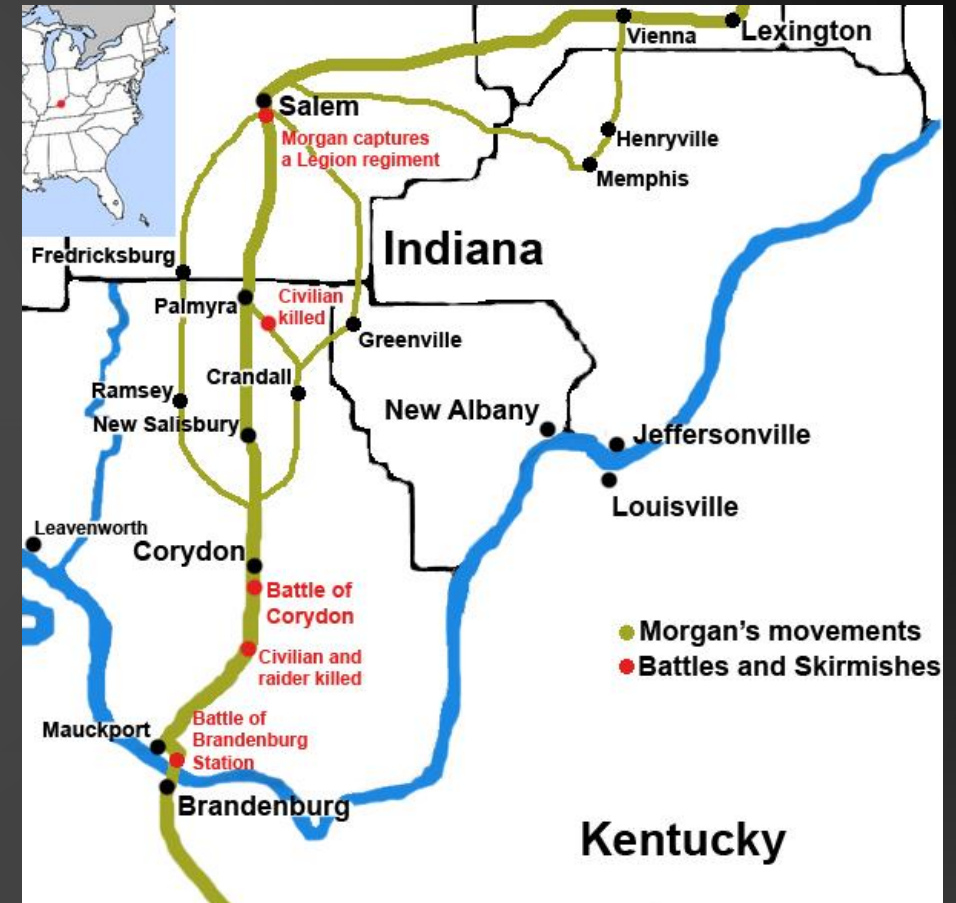 Vienna
Lexington
Salem
Morgan captures
a Legion regiment
Henryville
Memphis
Indiana
Fredricksburg
Palmyra
Civilian
killed
Greenville
Crandall
Ramsey
New Salisbury
New Albany
Jeffersonville
Louisville
Leavenworth
Corydon
Battle of
Corydon
Morgan's movements
Battles and Skirmishes
Civilian and
raider killed
Mauckport
Battle of
Brandenburg
Station
Brandenburg
Kentucky